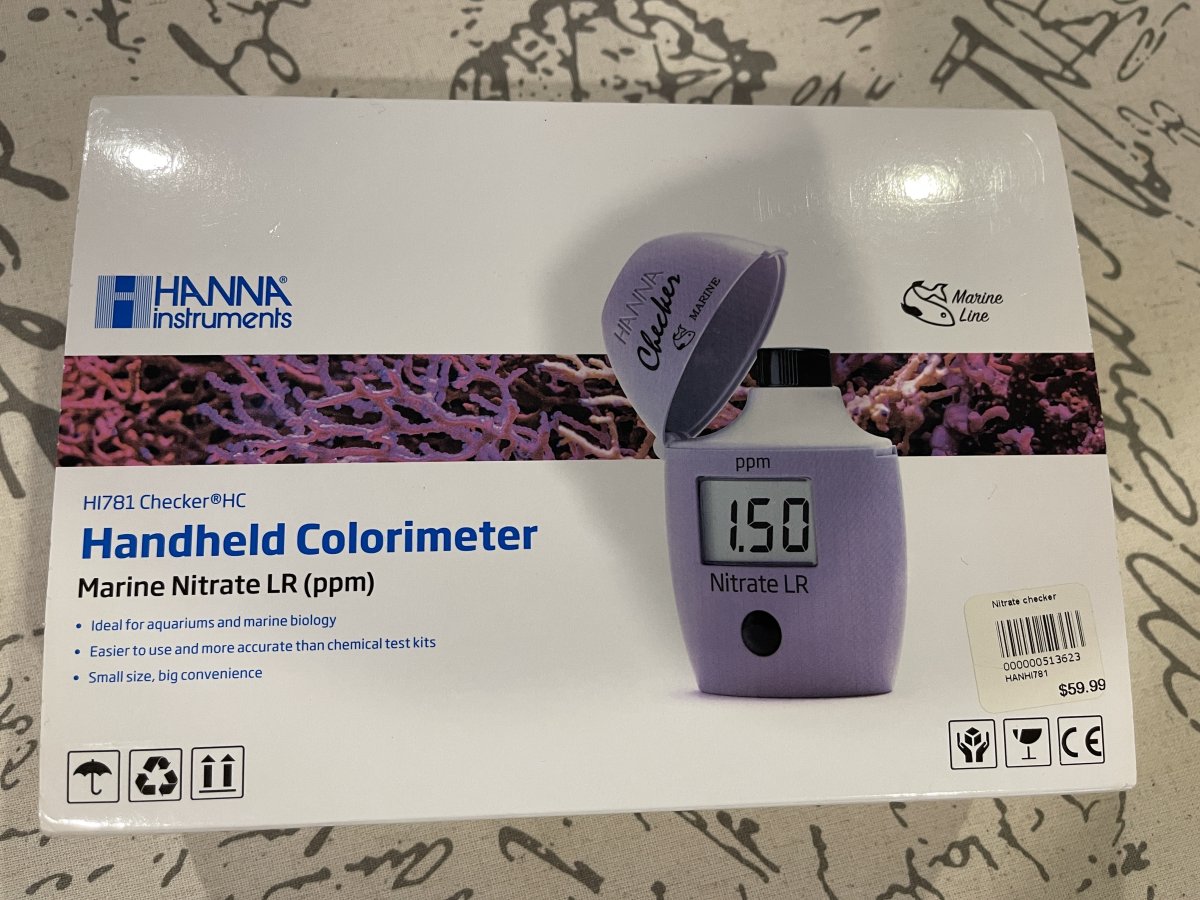 HANNA®
instruments
HANNA
Checker
MARINE
Marine
Line
HI781 Checker®HC
Handheld Colorimeter
Marine Nitrate LR (ppm)
• Ideal for aquariums and marine biology
• Easier to use and more accurate than chemical test kits
• Small size, big convenience
ppm
1.50
Nitrate LR
Nitrate checker
000000513623
HANHI781
$59.99
CE